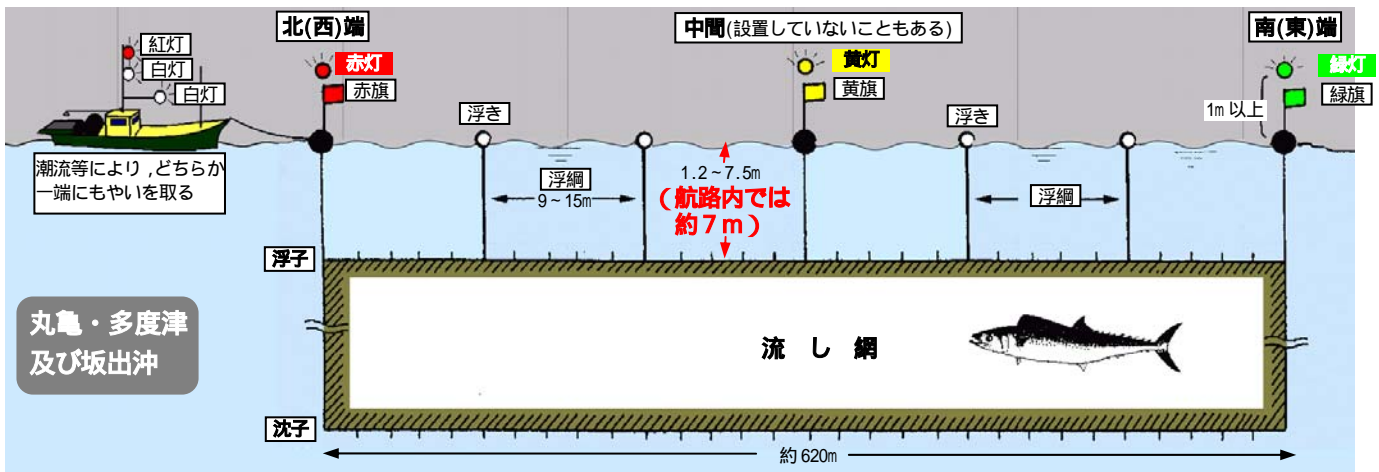 北(西)端
中間(設置していないこともある)
南(東)端
紅灯
白灯
白灯
赤灯
赤旗
黄灯
黄旗
緑灯
緑旗
1m 以上
浮き
浮き
潮流等により,どちらか
一端にもやいを取る
浮綱
9~15m
1.2~7.5m
(航路内では
約7m)
浮綱
浮子
丸亀・多度津
及び坂出沖
流し網
沈子
約 620m